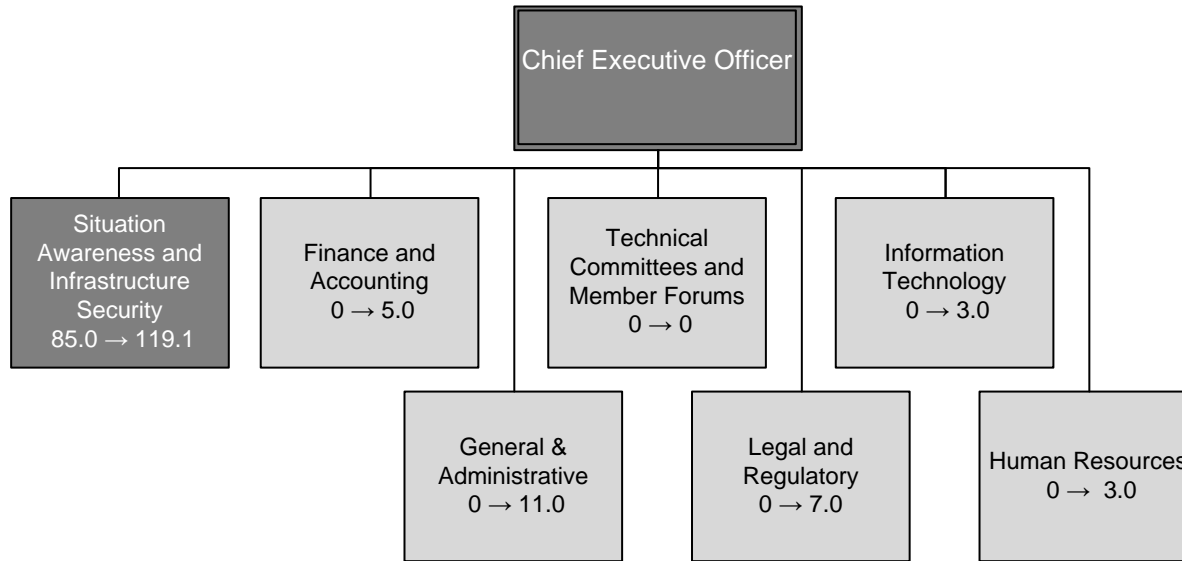 Chief Executive Officer
Situation
Awareness and
Infrastructure
Security
85.0 → 119.1
Finance and
Accounting
0 → 5.0
Technical
Committees and
Member Forums
0 → 0
Information
Technology
0 → 3.0
General &
Administrative
0 → 11.0
Legal and
Regulatory
0 → 7.0
Human Resources
0 → 3.0